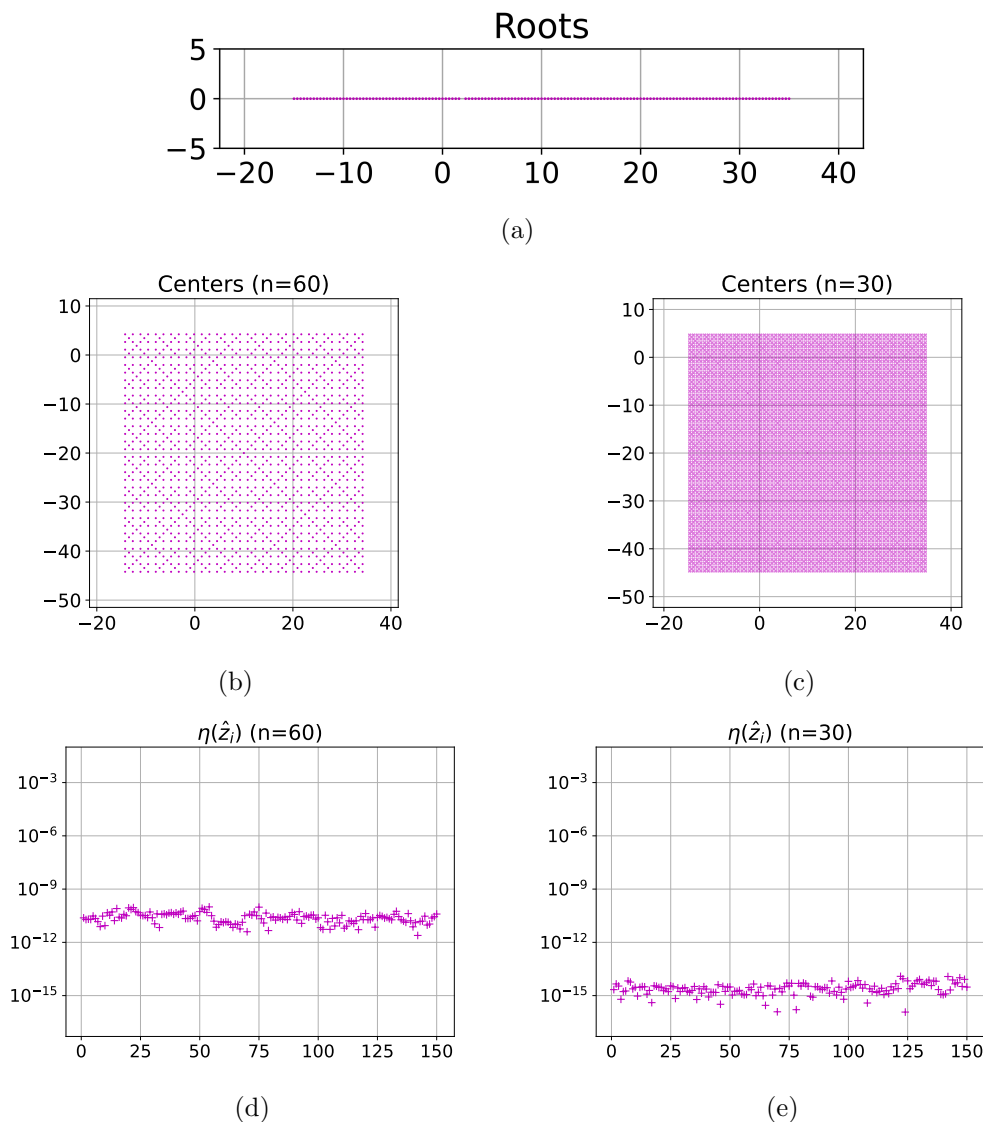 Roots
5
0
−5
−20 −10 0 10 20 30 40
(a)
Centers (n=60)
10
0
−10
−20
−30
−40
−50
−20 0 20 40
(b)
Centers (n=30)
10
0
−10
−20
−30
−40
−50
−20 0 20 40
(c)
η(ẑᵢ) (n=60)
10⁻³
10⁻⁶
10⁻⁹
10⁻¹²
10⁻¹⁵
0 25 50 75 100 125 150
(d)
η(ẑᵢ) (n=30)
10⁻³
10⁻⁶
10⁻⁹
10⁻¹²
10⁻¹⁵
0 25 50 75 100 125 150
(e)